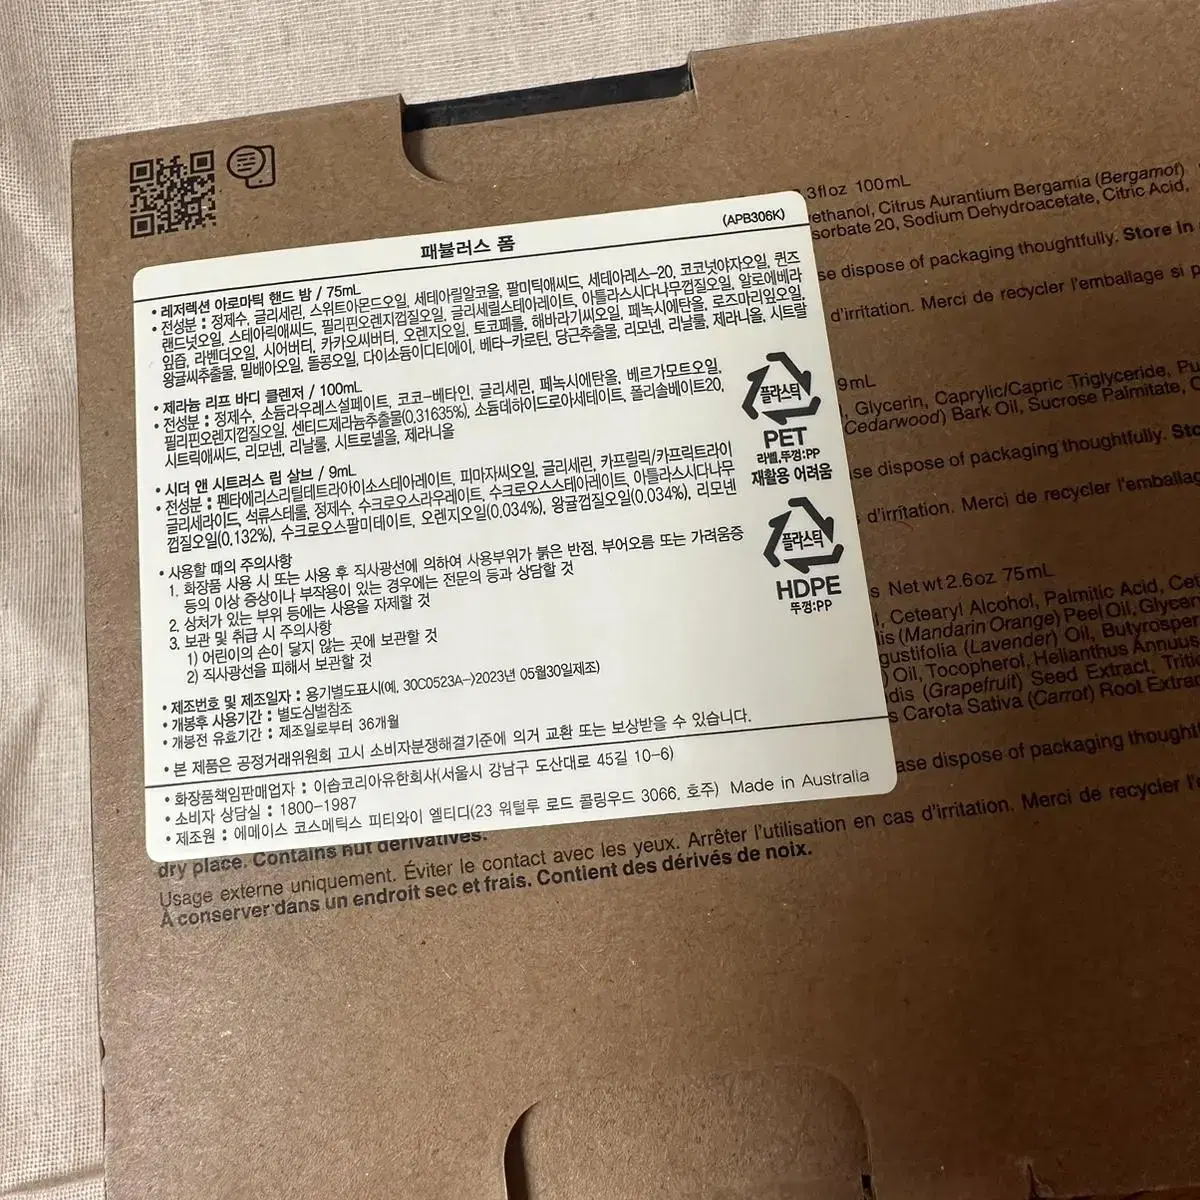 (APB306K)
패뷸러스 폼
• 레저렉션 아로마틱 핸드 밤 / 75mL
• 전성분 : 정제수, 글리세린, 스위트아몬드오일, 세테아릴알코올, 팔미틱애씨드, 세테아레스-20, 코코넛야자오일, 퀸즈
랜드넛오일, 스테아릭애씨드, 필리핀오렌지껍질오일, 글리세릴스테아레이트, 아틀라스시다나무껍질오일, 알로에베라
잎즙, 라벤더오일, 시어버터, 카카오씨버터, 오렌지오일, 토코페롤, 해바라기씨오일, 페녹시에탄올, 로즈마리잎오일,
왕귤씨추출물, 밀배아오일, 돌콩오일, 다이소듐이디티에이, 베타-카로틴, 당근추출물, 리모넨, 리날룰, 제라니올, 시트랄
• 제라늄 리프 바디 클렌저 / 100mL
• 전성분 : 정제수, 소듐라우레스설페이트, 코코-베타인, 글리세린, 페녹시에탄올, 베르가모트오일,
필리핀오렌지껍질오일, 센티드제라늄추출물(0.31635%), 소듐데하이드로아세테이트, 폴리솔베이트20,
시트릭애씨드, 리모넨, 리날룰, 시트로넬올, 제라니올
• 시더 앤 시트러스 립 살브 / 9mL
• 전성분 : 펜타에리스리틸테트라아이소스테아레이트, 피마자씨오일, 글리세린, 카프릴릭/카프릭트라이
글리세라이드, 석류스테롤, 정제수, 수크로오스라우레이트, 수크로오스스테아레이트, 아틀라스시다나무
껍질오일(0.132%), 수크로오스팔미테이트, 오렌지오일(0.034%), 왕귤껍질오일(0.034%), 리모넨
• 사용할 때의 주의사항
1. 화장품 사용 시 또는 사용 후 직사광선에 의하여 사용부위가 붉은 반점, 부어오름 또는 가려움증
등의 이상 증상이나 부작용이 있는 경우에는 전문의 등과 상담할 것
2. 상처가 있는 부위 등에는 사용을 자제할 것
3. 보관 및 취급 시 주의사항
1) 어린이의 손이 닿지 않는 곳에 보관할 것
2) 직사광선을 피해서 보관할 것
• 제조번호 및 제조일자 : 용기별도표시(예, 30C0523A→)2023년 05월30일제조)
• 개봉후 사용기간 : 별도심벌참조
• 개봉전 유효기간 : 제조일로부터 36개월
• 본 제품은 공정거래위원회 고시 소비자분쟁해결기준에 의거 교환 또는 보상받을 수 있습니다.
• 화장품책임판매업자 : 이솝코리아유한회사(서울시 강남구 도산대로 45길 10-6)
• 소비자 상담실 : 1800-1987
• 제조원 : 에메이스 코스메틱스 피티와이 엘티디(23 워털루 로드 콜링우드 3066, 호주) Made in Australia
플라스틱
PET
라벨,뚜껑:PP
재활용 어려움
플라스틱
HDPE
뚜껑:PP
3floz 100mL
ethanol, Citrus Aurantium Bergamia (Bergamot)
sorbate 20, Sodium Dehydroacetate, Citric Acid,
se dispose of packaging thoughtfully. Store in
d'irritation. Merci de recycler l'emballage si p
9mL
, Glycerin, Caprylic/Capric Triglyceride, Pu
Cedarwood) Bark Oil, Sucrose Palmitate, C
se dispose of packaging thoughtfully. Sto
d'irritation. Merci de recycler l'emballag
s Net wt 2.6oz 75mL
, Cetearyl Alcohol, Palmitic Acid, Cet
lis (Mandarin Orange) Peel Oil, Glycer
gustifolia (Lavender) Oil, Butyrosper
) Oil, Tocopherol, Helianthus Annuus
dis (Grapefruit) Seed Extract, Tritic
s Carota Sativa (Carrot) Root Extrac
ase dispose of packaging thought
dry place. Contains nut derivatives.
Usage externe uniquement. Éviter le contact avec les yeux. Arrêter l'utilisation en cas d'irritation. Merci de recycler l'e
À conserver dans un endroit sec et frais. Contient des dérivés de noix.